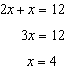 2x + x = 12
3x = 12
x = 4